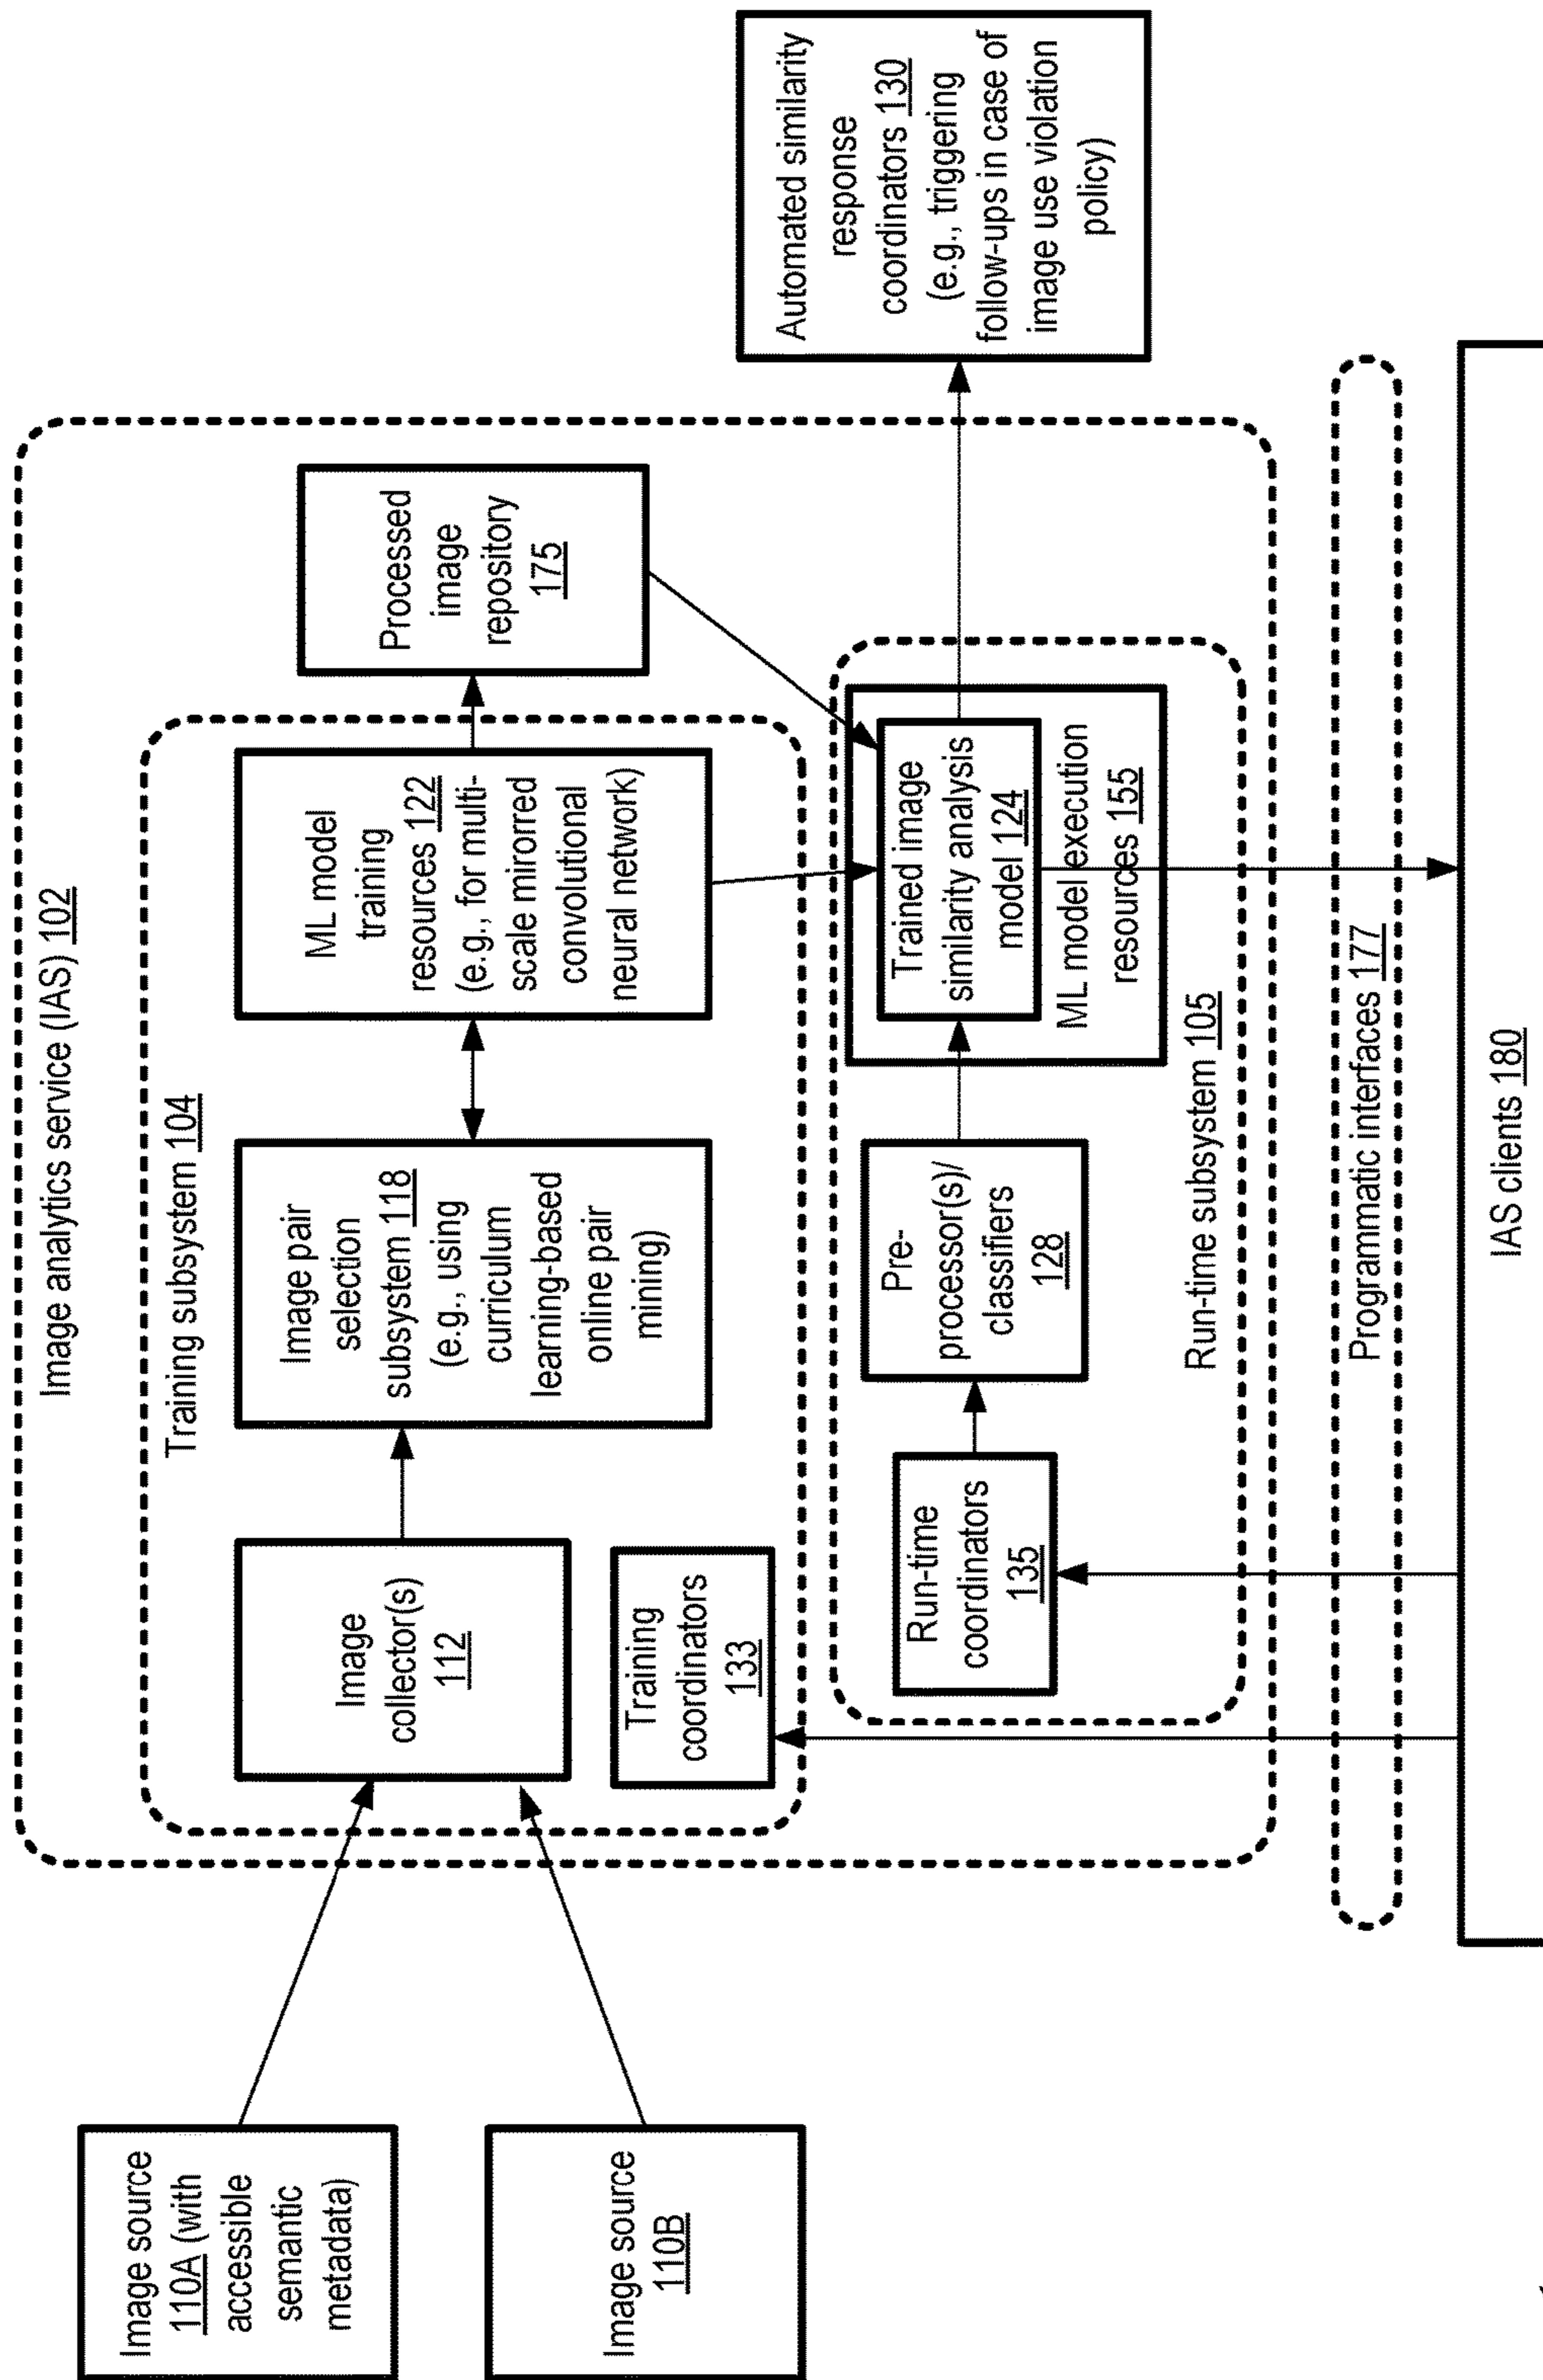 Image analytics service (IAS) 102
Training subsystem 104
Image source
110A (with
accessible
semantic
metadata)
Image source
110B
Image
collector(s)
112
Training
coordinators
133
Image pair
selection
subsystem 118
(e.g., using
curriculum
learning-based
online pair
mining)
ML model
training
resources 122
(e.g., for multi-
scale mirorred
convolutional
neural network)
Processed
image
repository
175
Run-time
coordinators
135
Pre-
processor(s)/
classifiers
128
Trained image
similarity analysis
model 124
ML model execution
resources 155
Run-time subsystem 105
Automated similarity
response
coordinators 130
(e.g., triggering
follow-ups in case of
image use violation
policy)
Programmatic interfaces 177
IAS clients 180